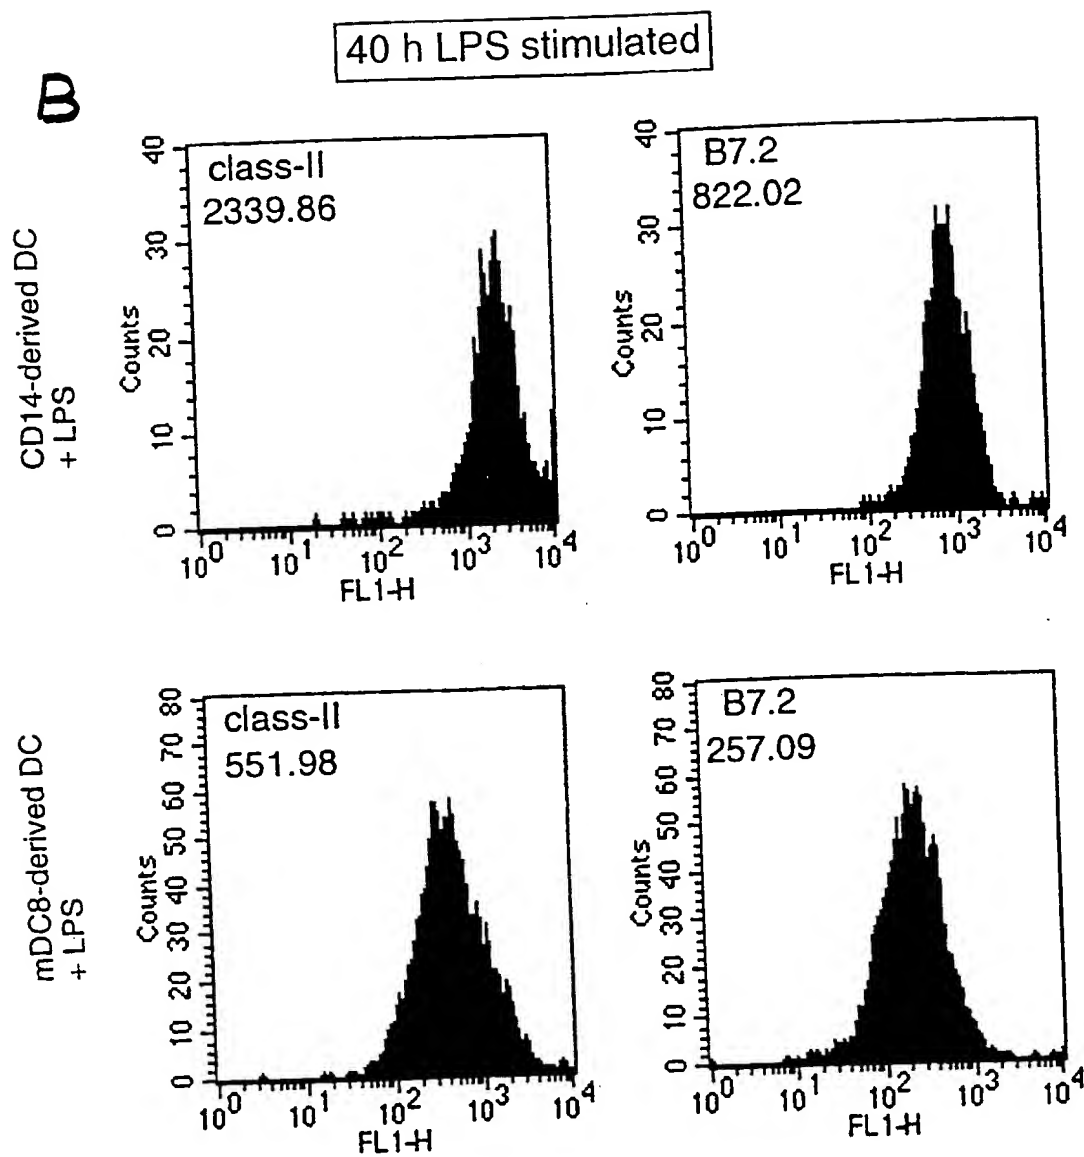 40 h LPS stimulated
B
CD14-derived DC
+ LPS
class-II
2339.86
Counts
40
30
20
10
0
10^0 10^1 10^2 10^3 10^4
FL1-H
B7.2
822.02
Counts
40
30
20
10
0
10^0 10^1 10^2 10^3 10^4
FL1-H
mDC8-derived DC
+ LPS
class-II
551.98
Counts
80
70
60
50
40
30
20
10
0
10^0 10^1 10^2 10^3 10^4
FL1-H
B7.2
257.09
Counts
80
70
60
50
40
30
20
10
0
10^0 10^1 10^2 10^3 10^4
FL1-H